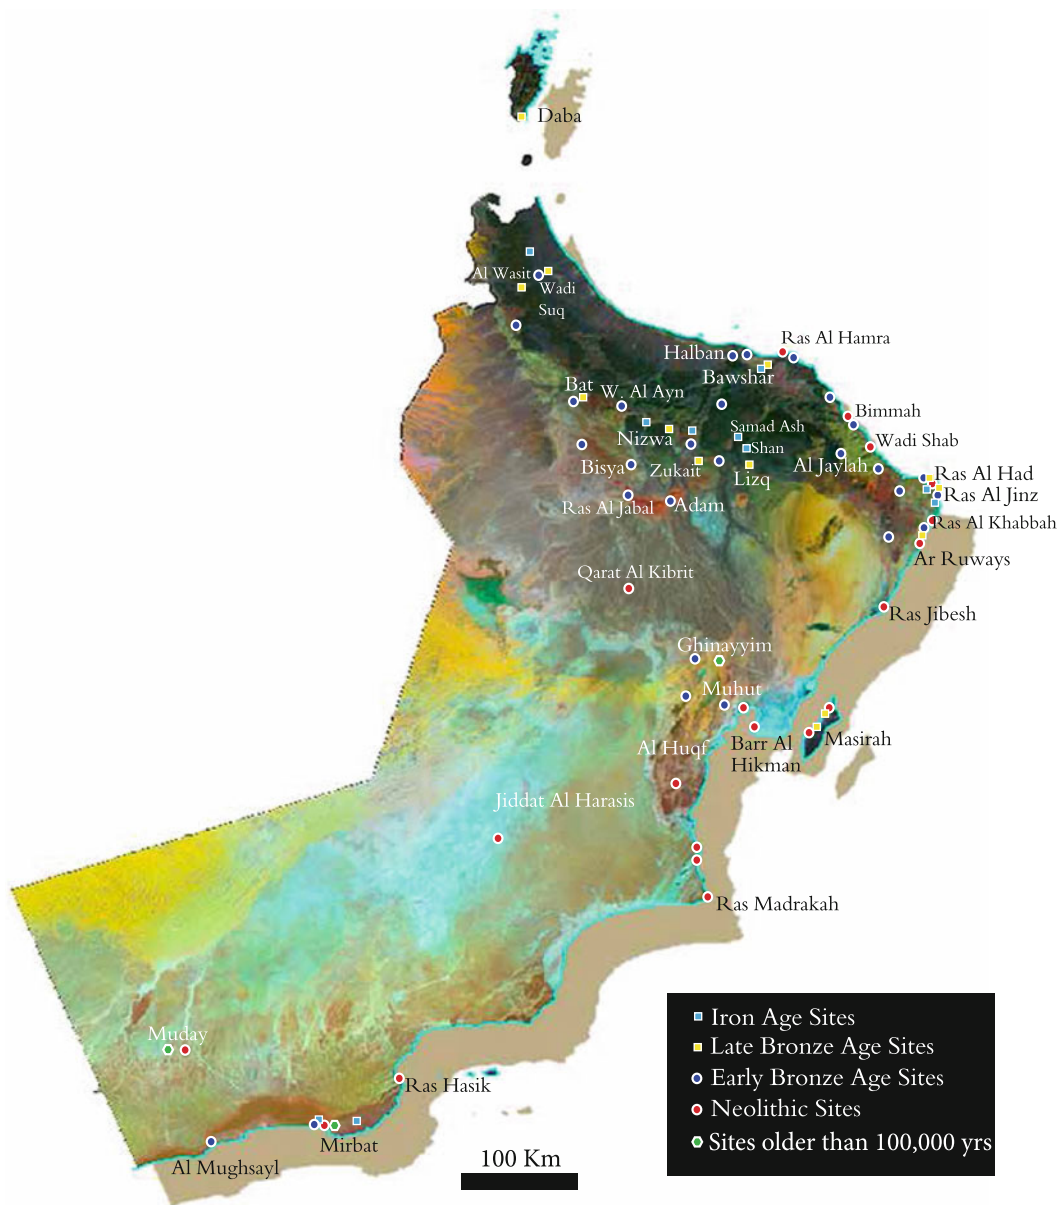 Daba
Al Wasit
Wadi
Suq
Ras Al Hamra
Halban
Bawshar
Bat
W. Al Ayn
Bimmah
Samad Ash
Shan
Nizwa
Wadi Shab
Bisya
Zukait
Lizq
Al Jaylah
Ras Al Had
Ras Al Jinz
Ras Al Jabal
Adam
Ras Al Khabbah
Ar Ruways
Qarat Al Kibrit
Ras Jibesh
Ghinayyim
Muhut
Al Huqf
Barr Al
Hikman
Masirah
Jiddat Al Harasis
Ras Madrakah
Muday
Ras Hasik
Mirbat
Al Mughsayl
100 Km
Iron Age Sites
Late Bronze Age Sites
Early Bronze Age Sites
Neolithic Sites
Sites older than 100,000 yrs